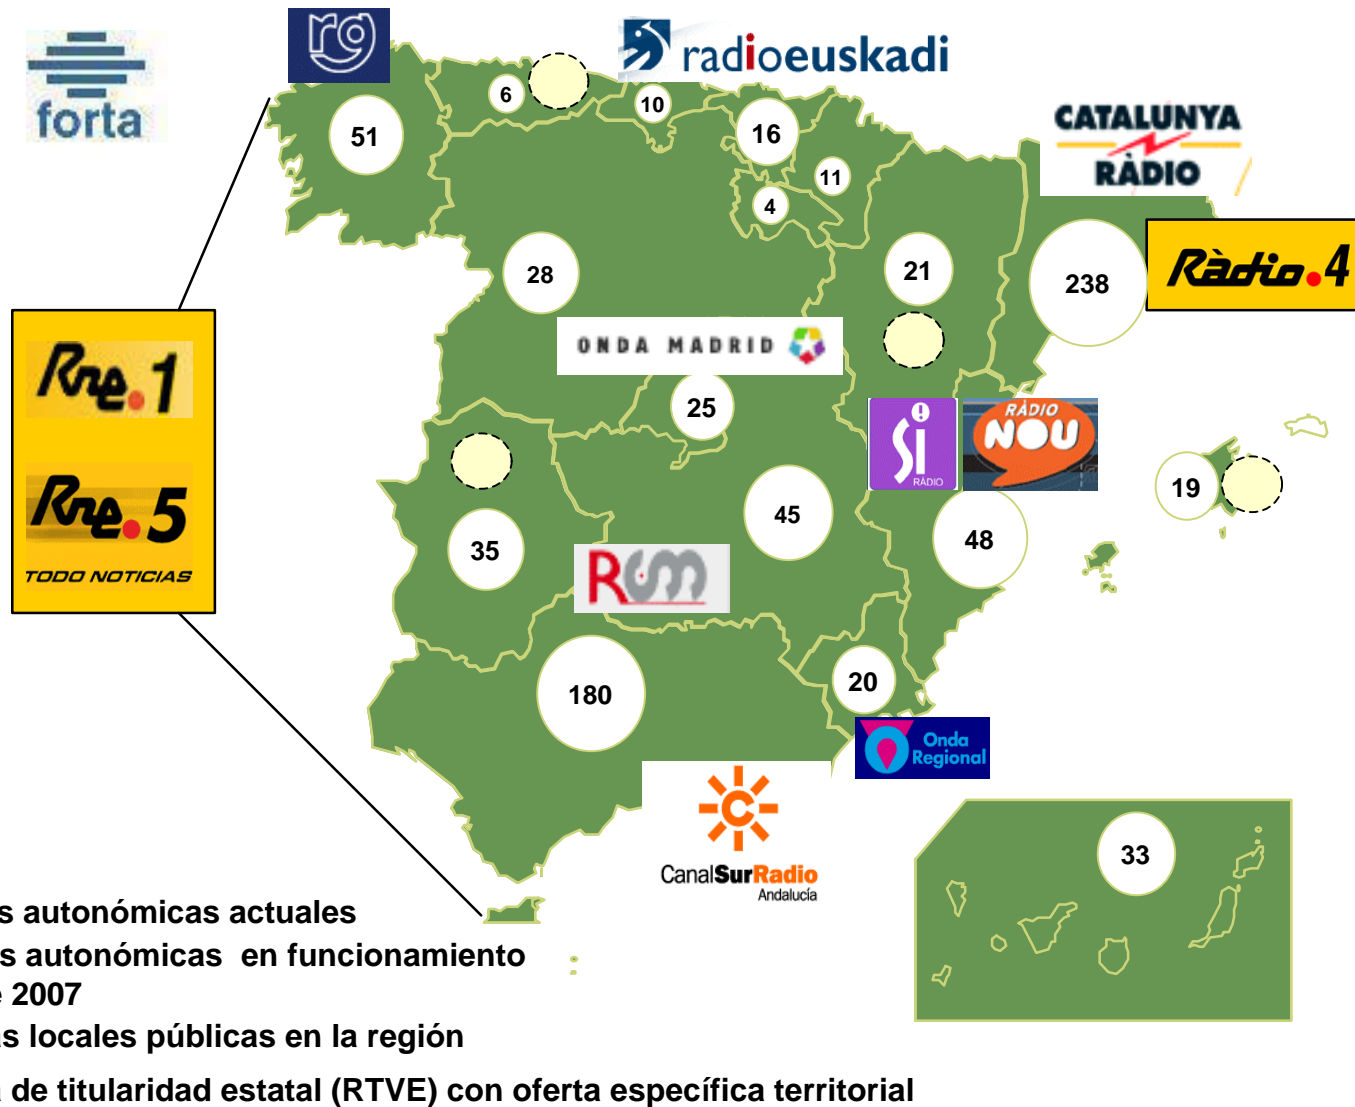 forta
rg
radioeuskadi
CATALUNYA
RÀDIO
6
10
51
16
11
4
28
21
238
Ràdio.4
ONDA MADRID
Rne.1
25
SI
RÀDIO
RÀDIO
NOU
Rne.5
TODO NOTICIAS
19
45
48
35
RCM
180
20
Onda
Regional
CanalSurRadio
Andalucía
33
autonómicas actuales
autonómicas en funcionamiento
2007
locales públicas en la región
de titularidad estatal (RTVE) con oferta específica territorial